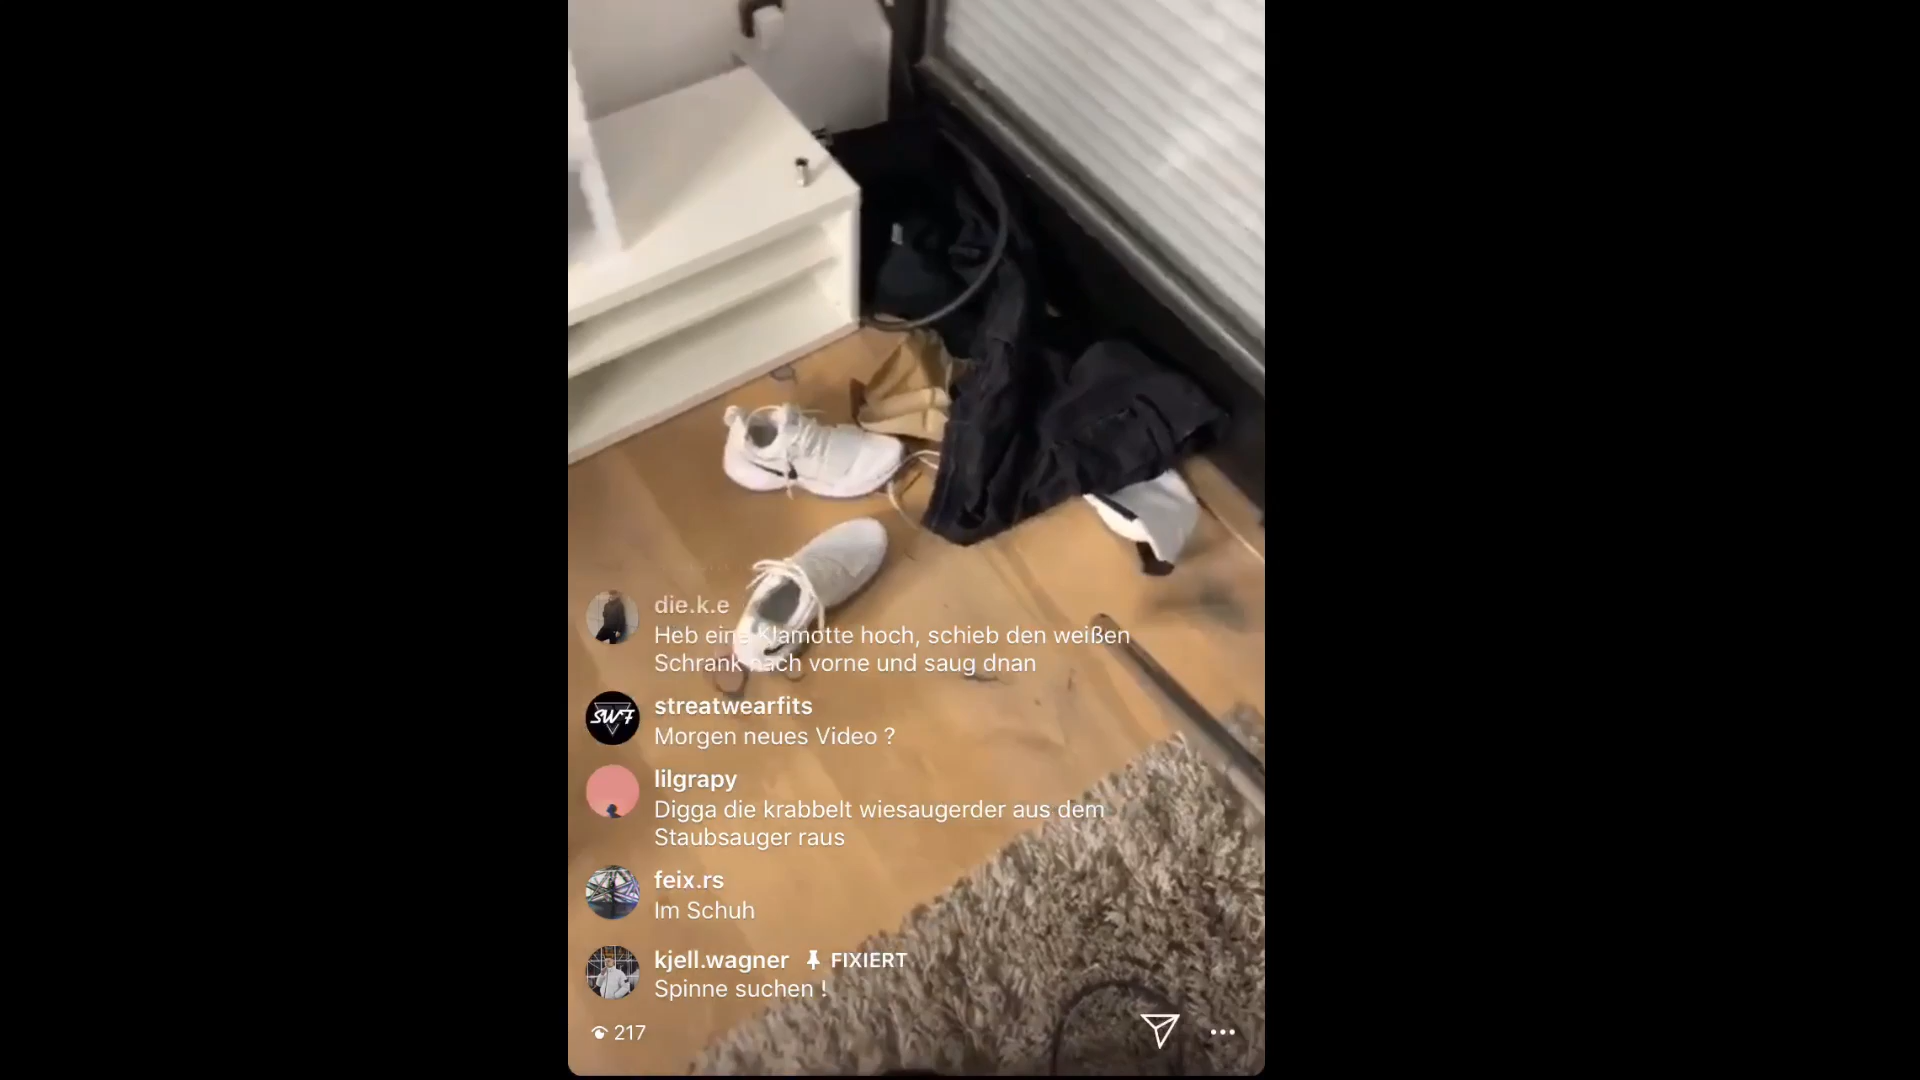 die.k.e
Heb eine Klamotte hoch, schieb den weißen
Schrank nach vorne und saug dnan
SWF
streatwearfits
Morgen neues Video ?
lilgrapy
Digga die krabbelt wiesaugerder aus dem
Staubsauger raus
feix.rs
Im Schuh
kjell.wagner FIXIERT
Spinne suchen !
217